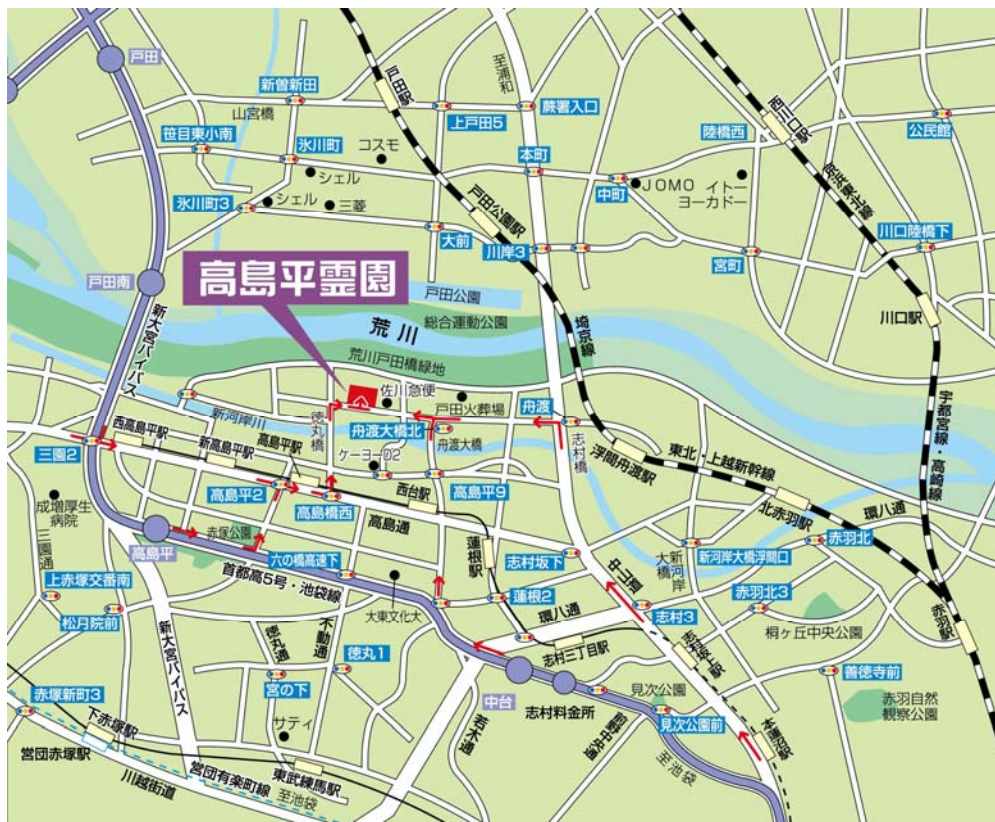 戸田
新曽新田
山宮橋
戸田駅
至浦和
上戸田5
蕨署入口
西川口駅
京浜東北線
陸橋西
公民館
笹目東小南
氷川町
コスモ
シェル
本町
中町
JOMO
イトー
ヨーカドー
氷川町3
シェル
三菱
戸田公園駅
大前
川岸3
宮町
川口陸橋下
戸田南
高島平霊園
戸田公園
荒川
総合運動公園
川口駅
新大宮バイパス
荒川戸田橋緑地
埼京線
宇都宮線・高崎線
佐川急便
戸田火葬場
舟渡
新河岸川
徳丸橋
舟渡大橋北
舟渡大橋
志村橋
三園2
西高島平駅
新高島平駅
高島平駅
ケーヨーD2
浮間舟渡駅
東北・上越新幹線
高島平2
高島橋西
西台駅
高島平9
北赤羽駅
環八通
成増厚生
病院
高島平
赤塚公園
高島通
蓮根駅
志村坂下
新河岸
大橋
新河岸大橋浮間口
赤羽北
三園通
六の橋高速下
首都高5号・池袋線
上赤塚交番南
松月院前
大東文化大
蓮根2
環八通
中山道
志村3
赤羽北3
赤羽駅
桐ヶ丘中央公園
新大宮バイパス
徳丸通
不動通
徳丸1
宮の下
志村三丁目駅
志村坂上駅
善徳寺前
赤塚新町3
下赤塚駅
サティ
中台
志村料金所
見次公園
見次公園前
赤羽自然
観察公園
若木通
前野中央通
本蓮沼駅
営団赤塚駅
川越街道
営団有楽町線
至池袋
東武練馬駅
至池袋